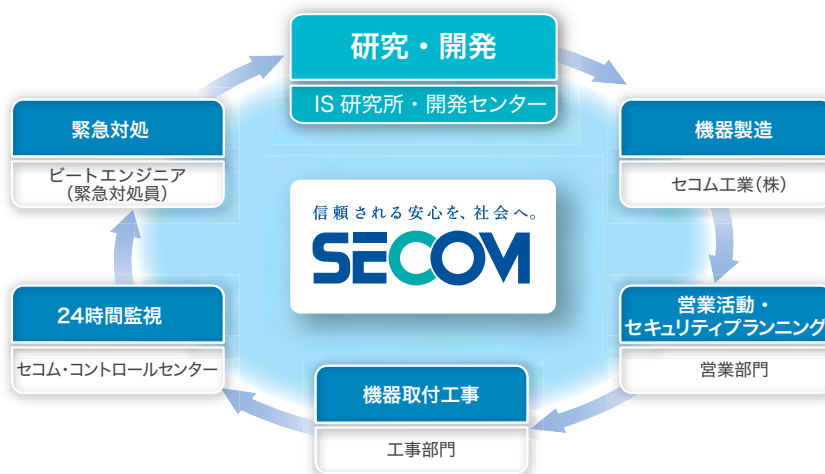 研究・開発
IS 研究所・開発センター
緊急対処
ビートエンジニア
(緊急対処員)
機器製造
セコム工業(株)
信頼される安心を、社会へ。
SECOM
24時間監視
セコム・コントロールセンター
営業活動・
セキュリティプランニング
営業部門
機器取付工事
工事部門